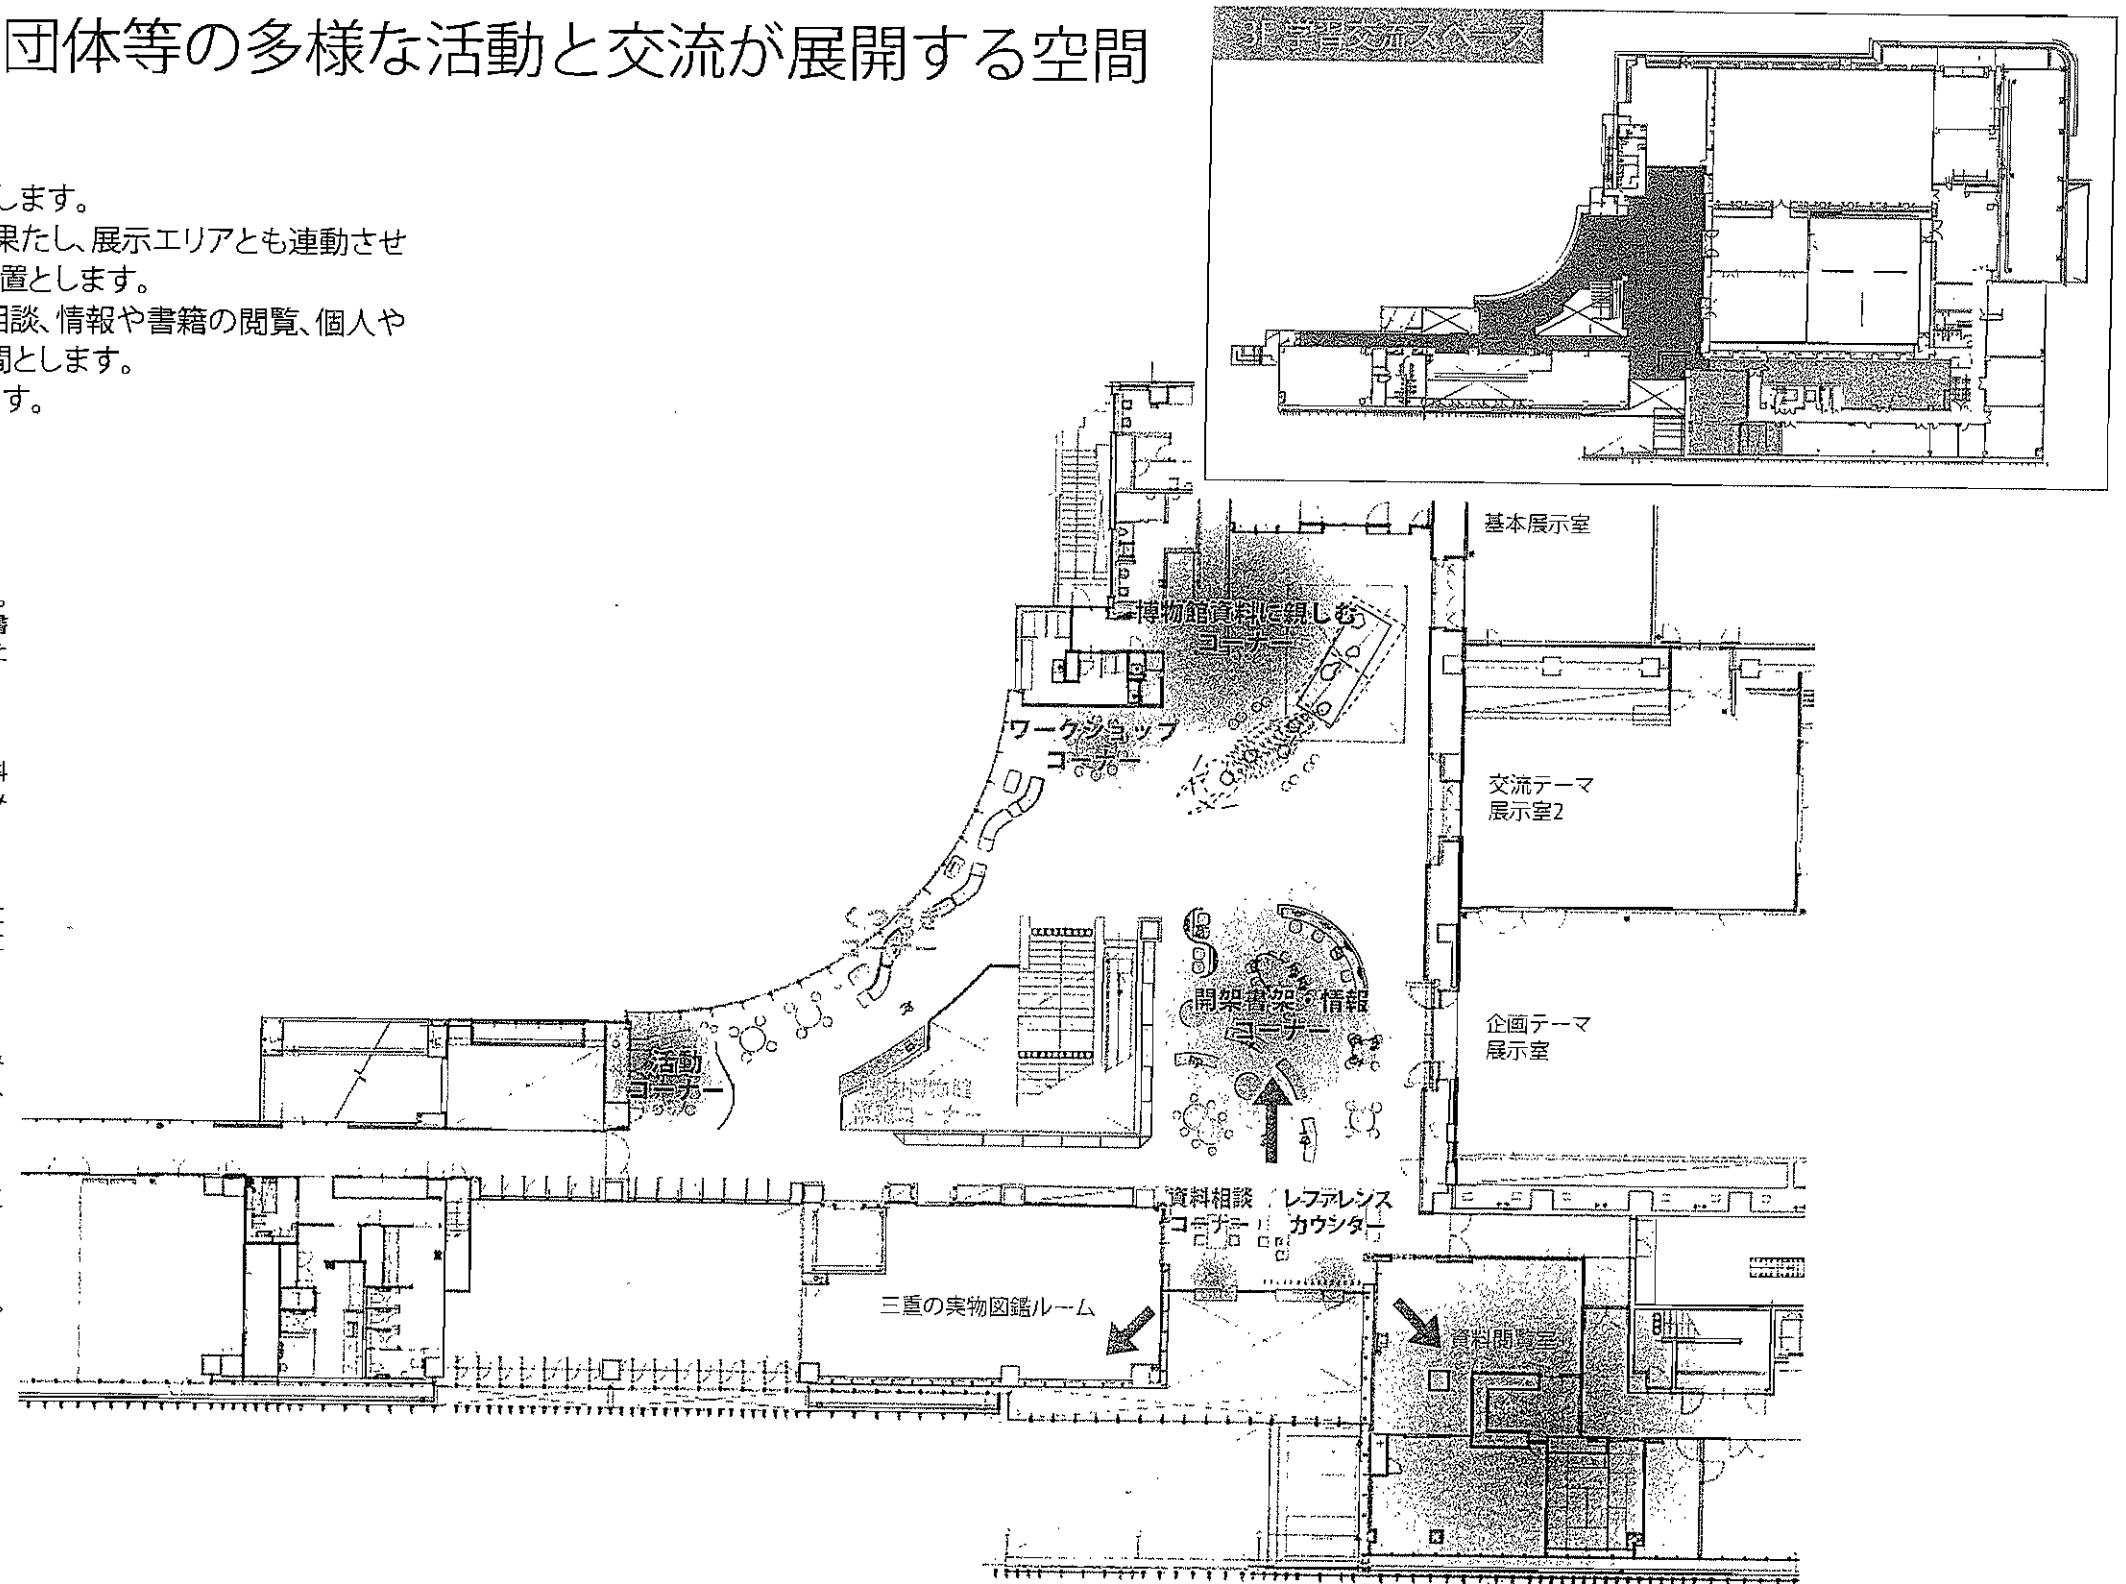 団体等の多様な活動と交流が展開する空間
3F 学習交流スペース
します。
果たし、展示エリアとも連動させ
置とします。
相談、情報や書籍の閲覧、個人や
間とします。
す。
基本展示室
博物館資料に親しむ
コーナー
ワークショップ
コーナー
交流テーマ
展示室2
開架書架・情報
コーナー
企画テーマ
展示室
活動
コーナー
資料相談
コーナー
レファレンス
カウンター
三重の実物図鑑ルーム
資料閲覧室